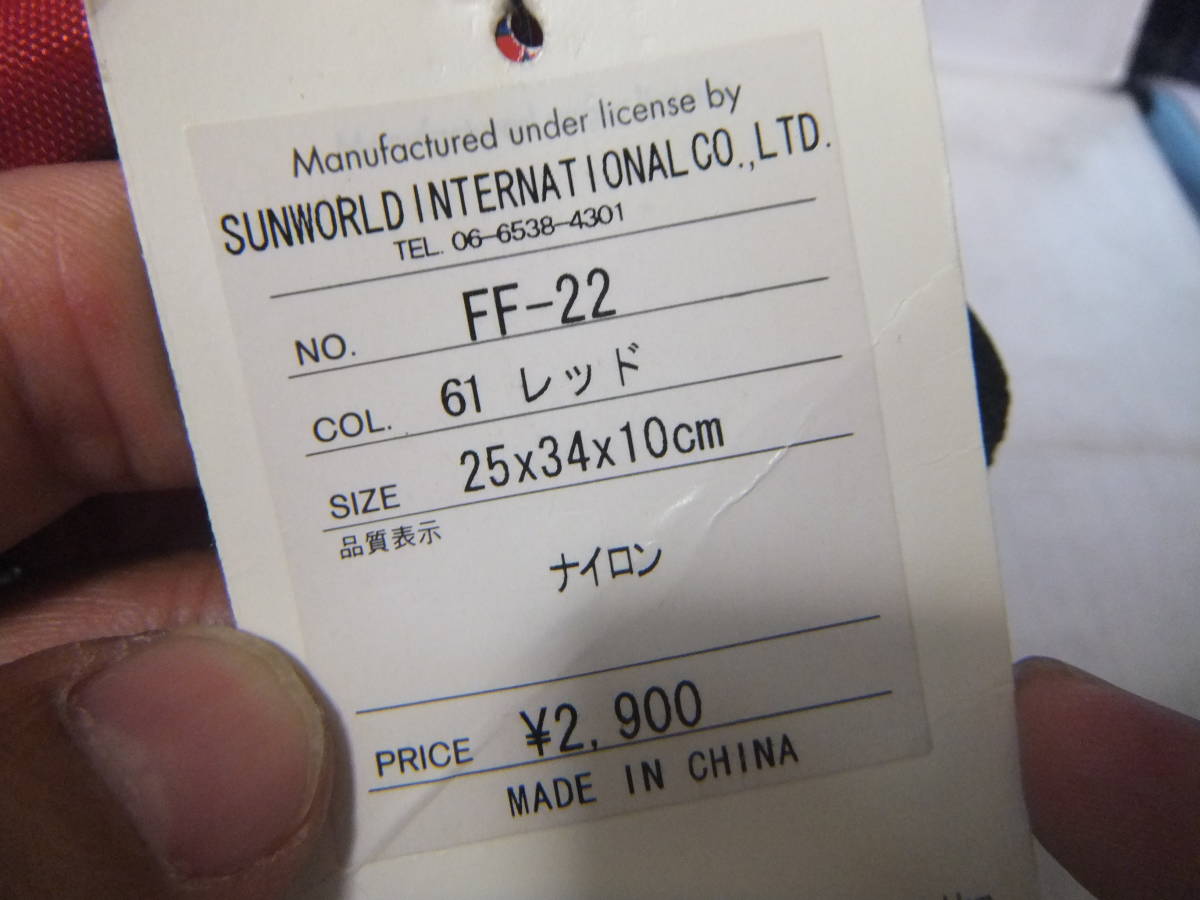 Manufactured under license by
SUNWORLD INTERNATIONAL CO.,LTD.
TEL. 06-6538-4301
NO. FF-22
COL. 61 レッド
SIZE 25x34x10cm
品質表示
ナイロン
PRICE ¥2,900
MADE IN CHINA